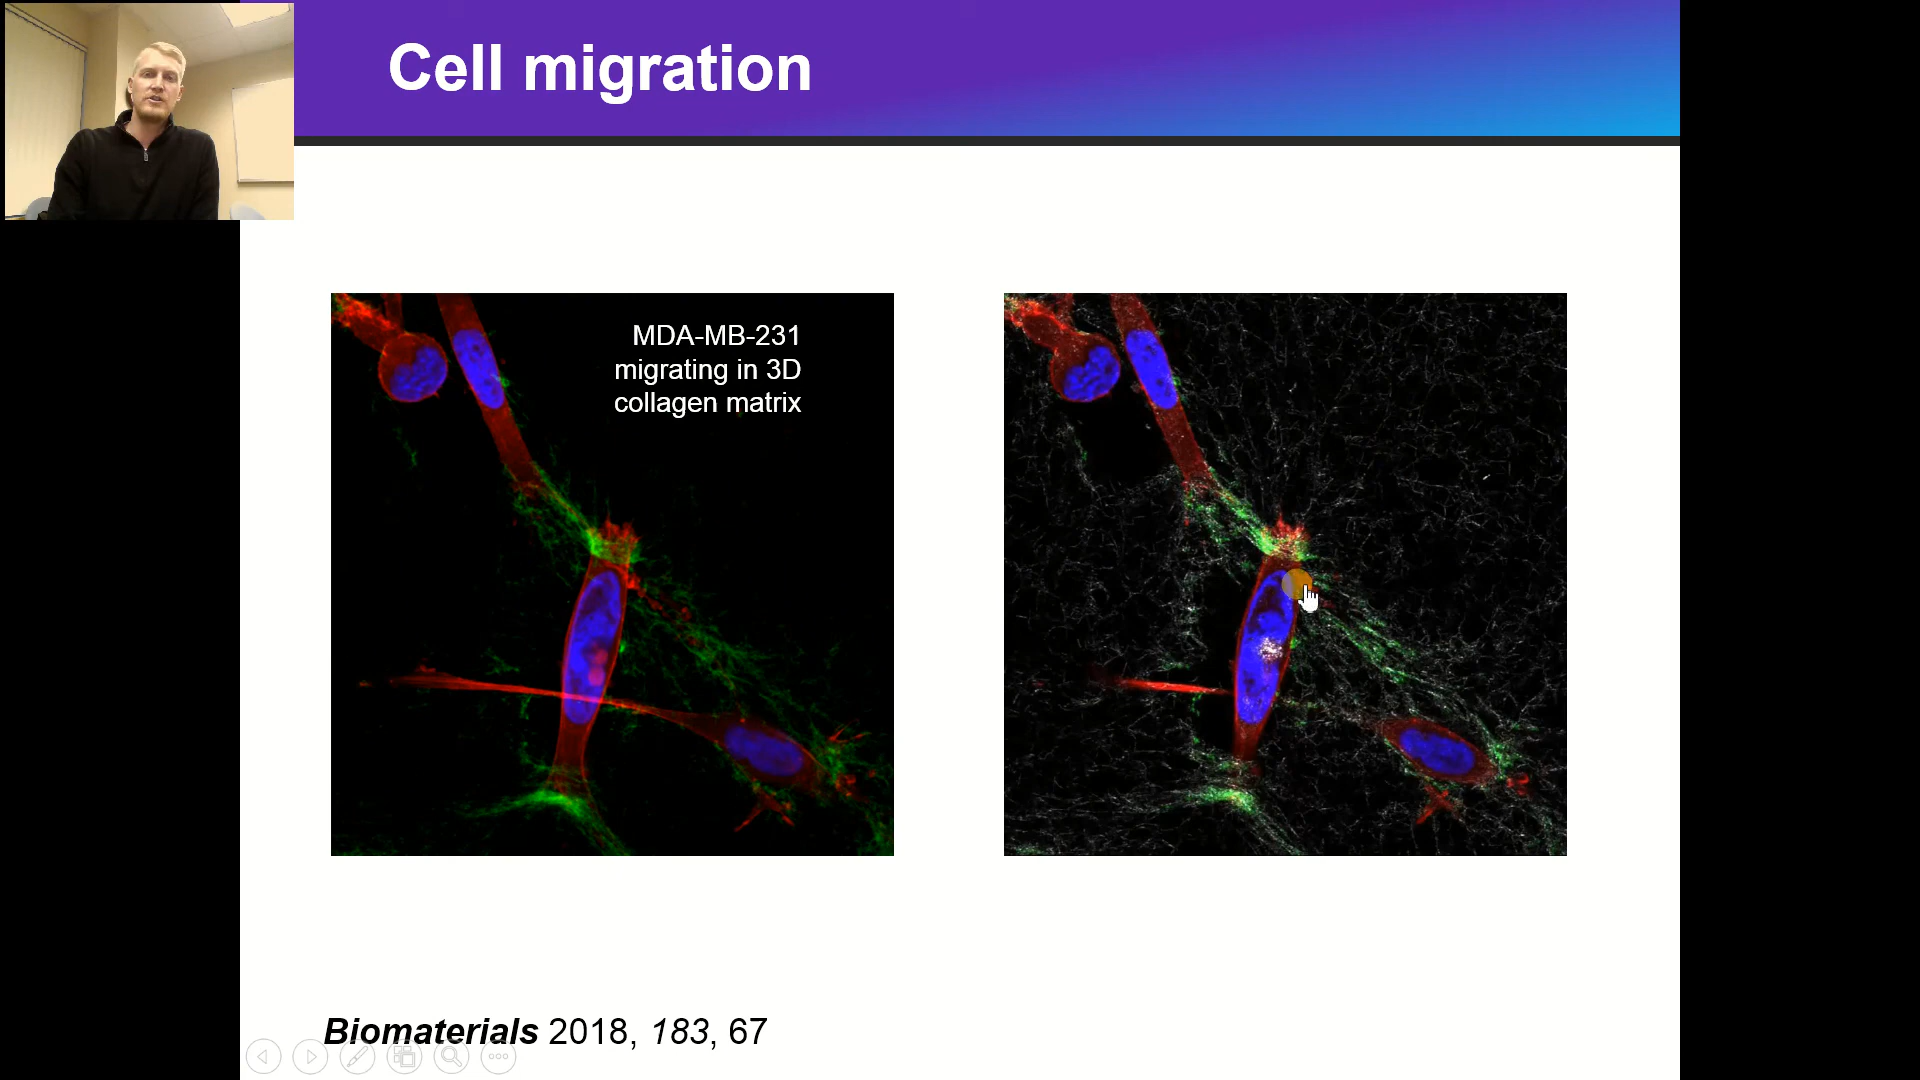 Cell migration
MDA-MB-231
migrating in 3D
collagen matrix
Biomaterials 2018, 183, 67